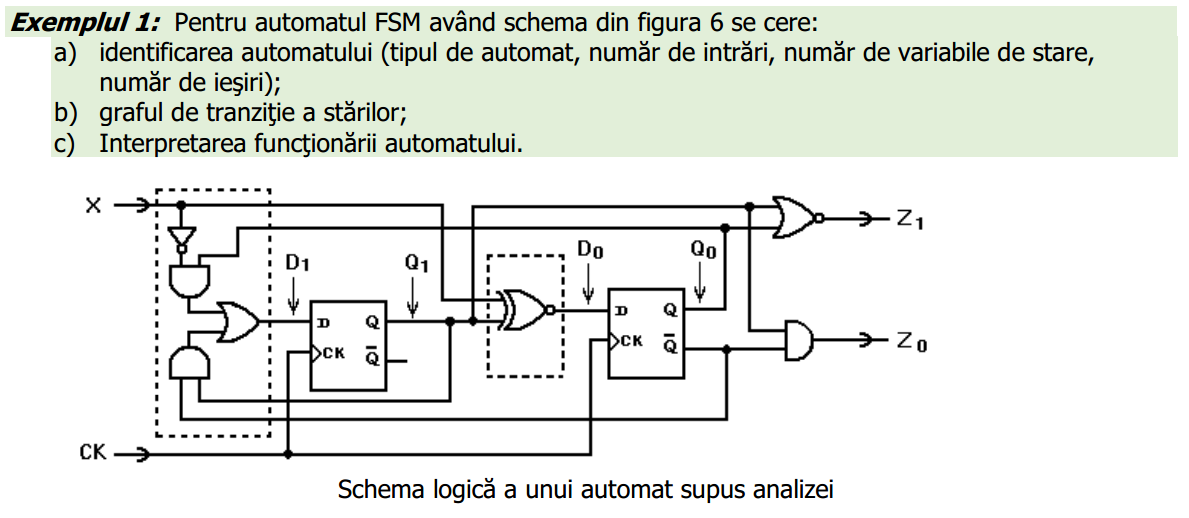 Exemplul 1: Pentru automatul FSM având schema din figura 6 se cere:
a) identificarea automatului (tipul de automat, număr de intrări, număr de variabile de stare,
număr de ieşiri);
b) graful de tranziţie a stărilor;
c) Interpretarea funcţionării automatului.
X
Z1
D1
Q1
D0
Q0
D
Q
CK
Q̅
D
Q
CK
Q̅
Z0
CK
Schema logică a unui automat supus analizei